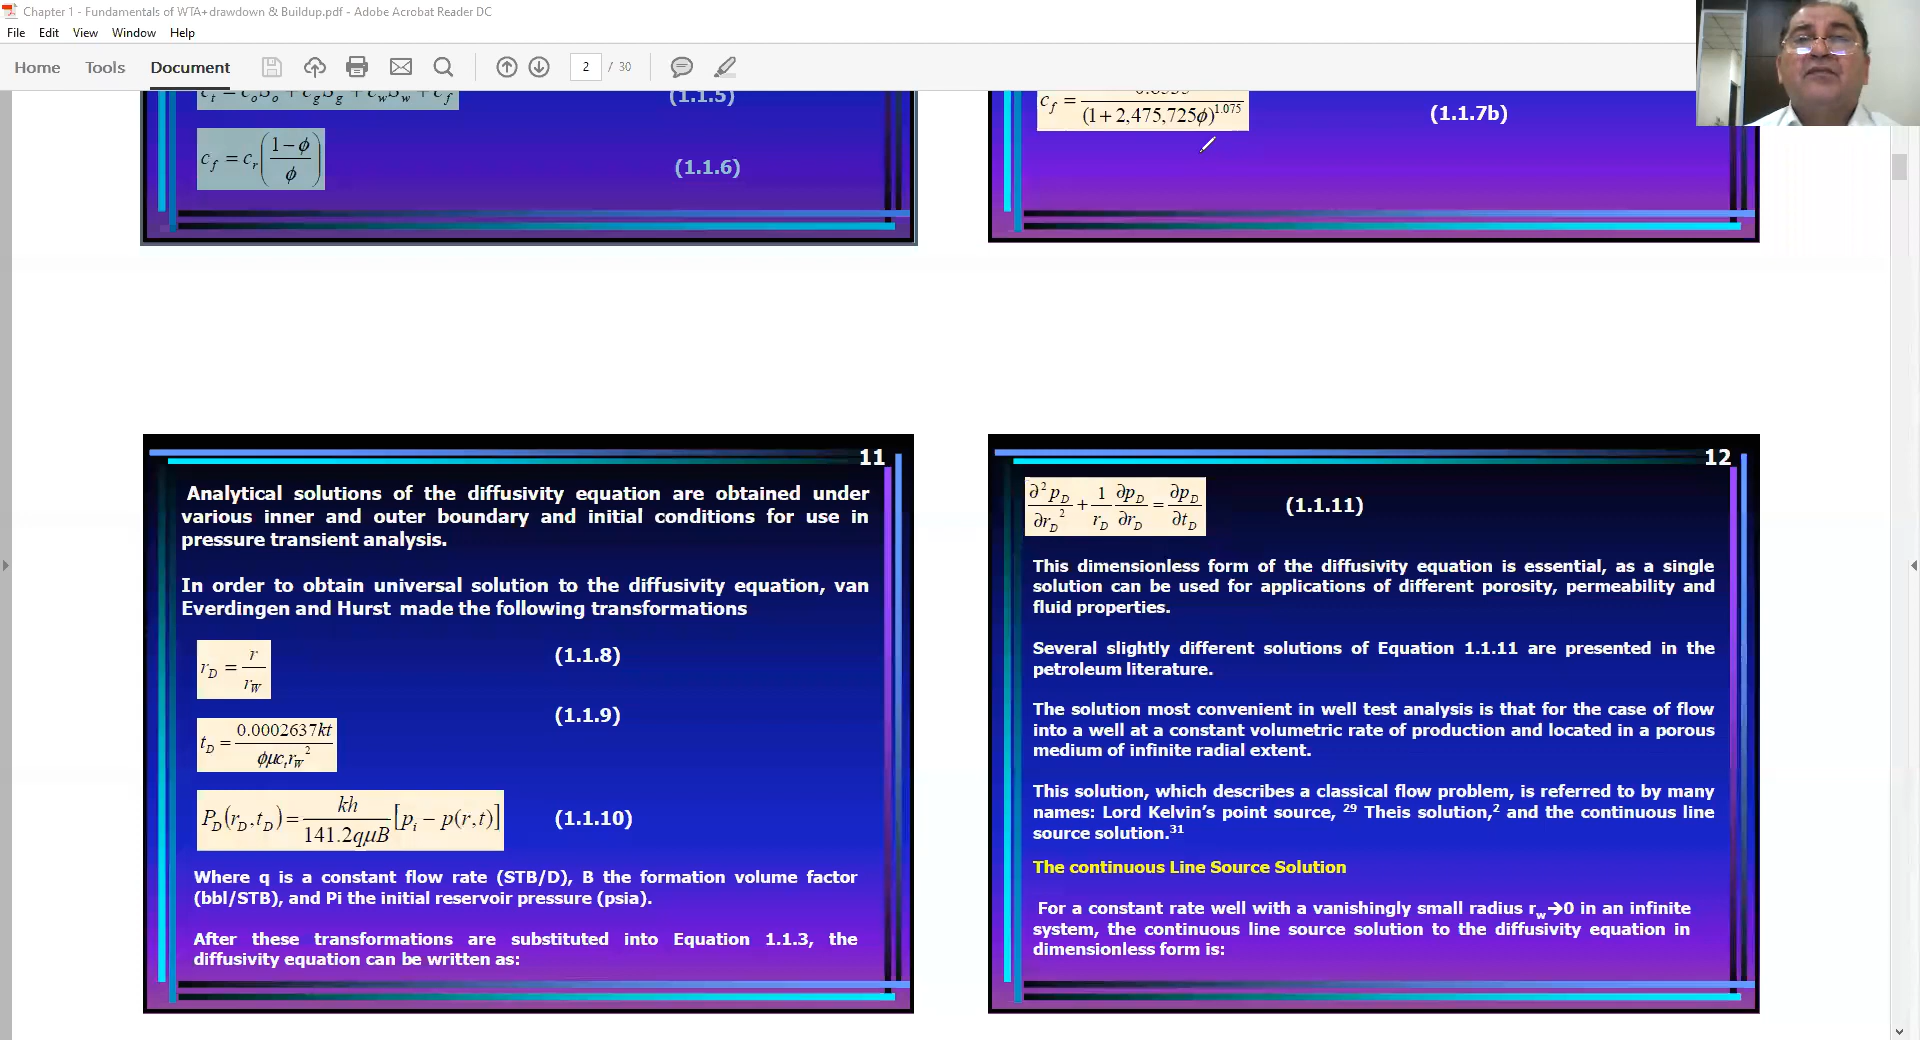 Chapter 1 - Fundamentals of WTA+drawdown & Buildup.pdf - Adobe Acrobat Reader DC
File Edit View Window Help
Home Tools Document 2 / 30
c_t = c_o S_o + c_g S_g + c_w S_w + c_f (1.1.5)
c_f = c_r ((1-ϕ)/ϕ) (1.1.6)
c_f = /(1+2,475,725ϕ)^1.075 (1.1.7b)
11
Analytical solutions of the diffusivity equation are obtained under
various inner and outer boundary and initial conditions for use in
pressure transient analysis.
In order to obtain universal solution to the diffusivity equation, van
Everdingen and Hurst made the following transformations
r_D = r/r_W (1.1.8)
t_D = 0.0002637kt/ϕμc_t r_W^2 (1.1.9)
P_D(r_D,t_D) = kh/141.2qμB [p_i − p(r,t)] (1.1.10)
Where q is a constant flow rate (STB/D), B the formation volume factor
(bbl/STB), and Pi the initial reservoir pressure (psia).
After these transformations are substituted into Equation 1.1.3, the
diffusivity equation can be written as:
12
∂^2 p_D/∂r_D^2 + 1/r_D ∂p_D/∂r_D = ∂p_D/∂t_D (1.1.11)
This dimensionless form of the diffusivity equation is essential, as a single
solution can be used for applications of different porosity, permeability and
fluid properties.
Several slightly different solutions of Equation 1.1.11 are presented in the
petroleum literature.
The solution most convenient in well test analysis is that for the case of flow
into a well at a constant volumetric rate of production and located in a porous
medium of infinite radial extent.
This solution, which describes a classical flow problem, is referred to by many
names: Lord Kelvin's point source, 29 Theis solution,2 and the continuous line
source solution.31
The continuous Line Source Solution
For a constant rate well with a vanishingly small radius r_w→0 in an infinite
system, the continuous line source solution to the diffusivity equation in
dimensionless form is: